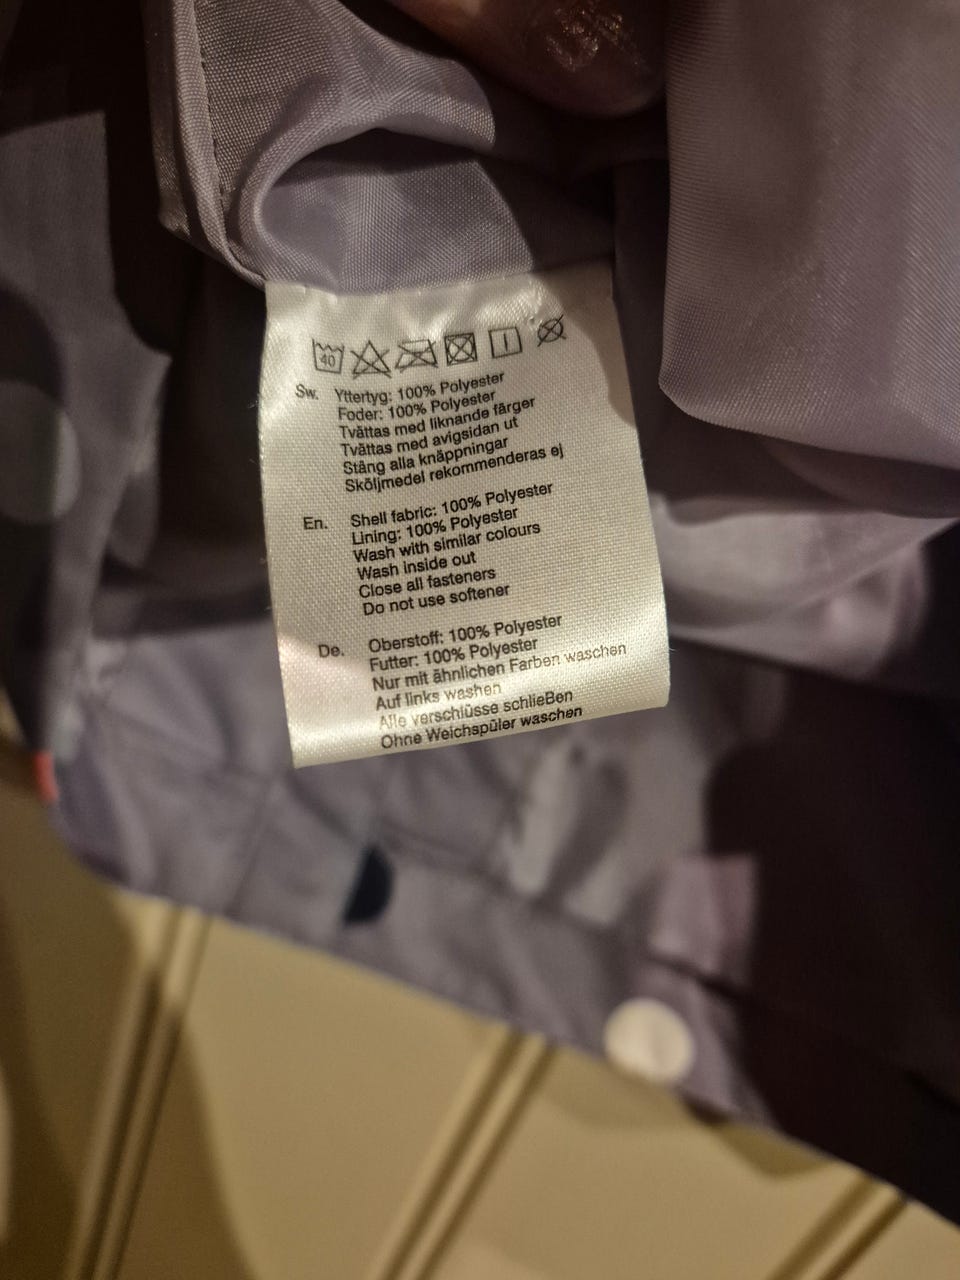 40
Sw. Yttertyg: 100% Polyester
Foder: 100% Polyester
Tvättas med liknande färger
Tvättas med avigsidan ut
Stäng alla knäppningar
Sköljmedel rekommenderas ej
En. Shell fabric: 100% Polyester
Lining: 100% Polyester
Wash with similar colours
Wash inside out
Close all fasteners
Do not use softener
De. Oberstoff: 100% Polyester
Futter: 100% Polyester
Nur mit ähnlichen Farben waschen
Auf links washen
Alle verschlüsse schließen
Ohne Weichspüler waschen